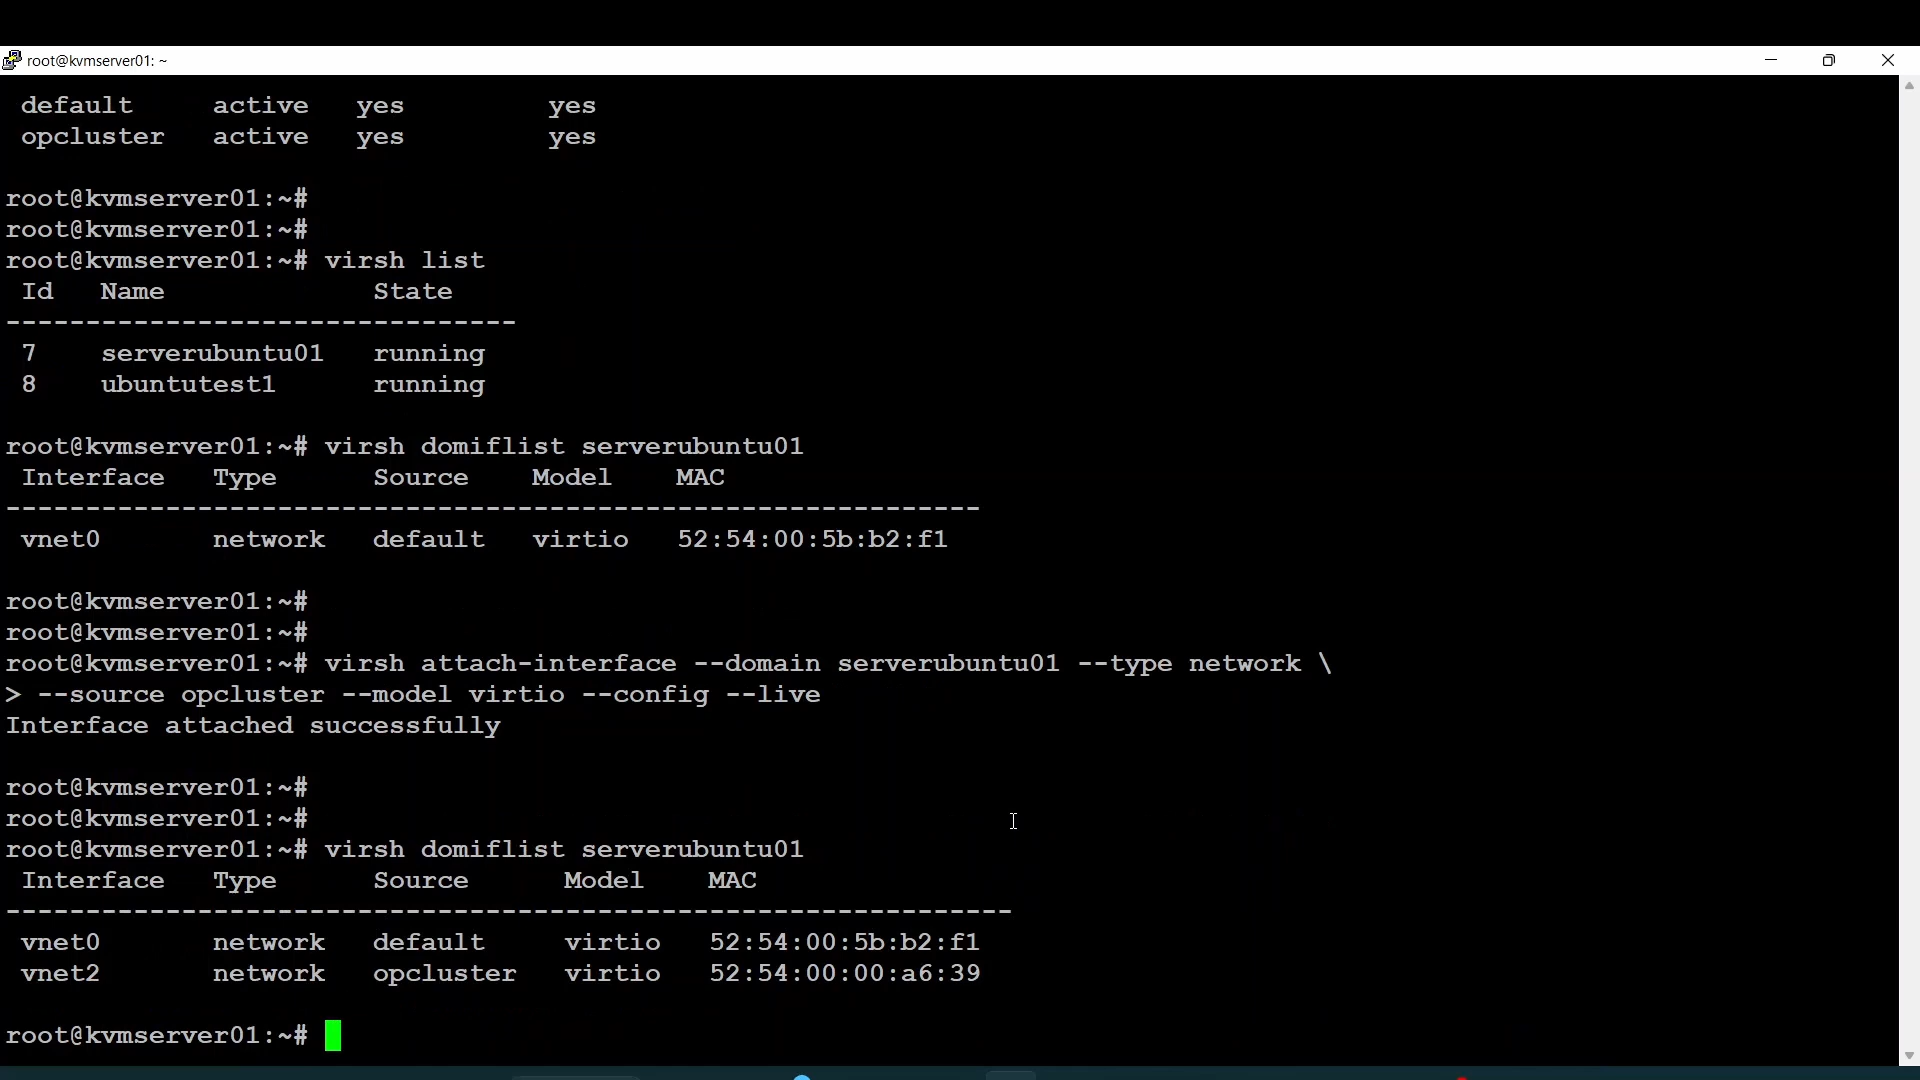 root@kvmserver01: ~
default     active   yes         yes
opcluster   active   yes         yes
root@kvmserver01:~#
root@kvmserver01:~#
root@kvmserver01:~# virsh list
Id   Name             State
--------------------------------
7    serverubuntu01   running
8    ubuntutest1      running
root@kvmserver01:~# virsh domiflist serverubuntu01
Interface   Type      Source    Model    MAC
-------------------------------------------------------------
vnet0       network   default   virtio   52:54:00:5b:b2:f1
root@kvmserver01:~#
root@kvmserver01:~#
root@kvmserver01:~# virsh attach-interface --domain serverubuntu01 --type network \
> --source opcluster --model virtio --config --live
Interface attached successfully
root@kvmserver01:~#
root@kvmserver01:~#
root@kvmserver01:~# virsh domiflist serverubuntu01
Interface   Type      Source      Model    MAC
---------------------------------------------------------------
vnet0       network   default     virtio   52:54:00:5b:b2:f1
vnet2       network   opcluster   virtio   52:54:00:00:a6:39
root@kvmserver01:~#